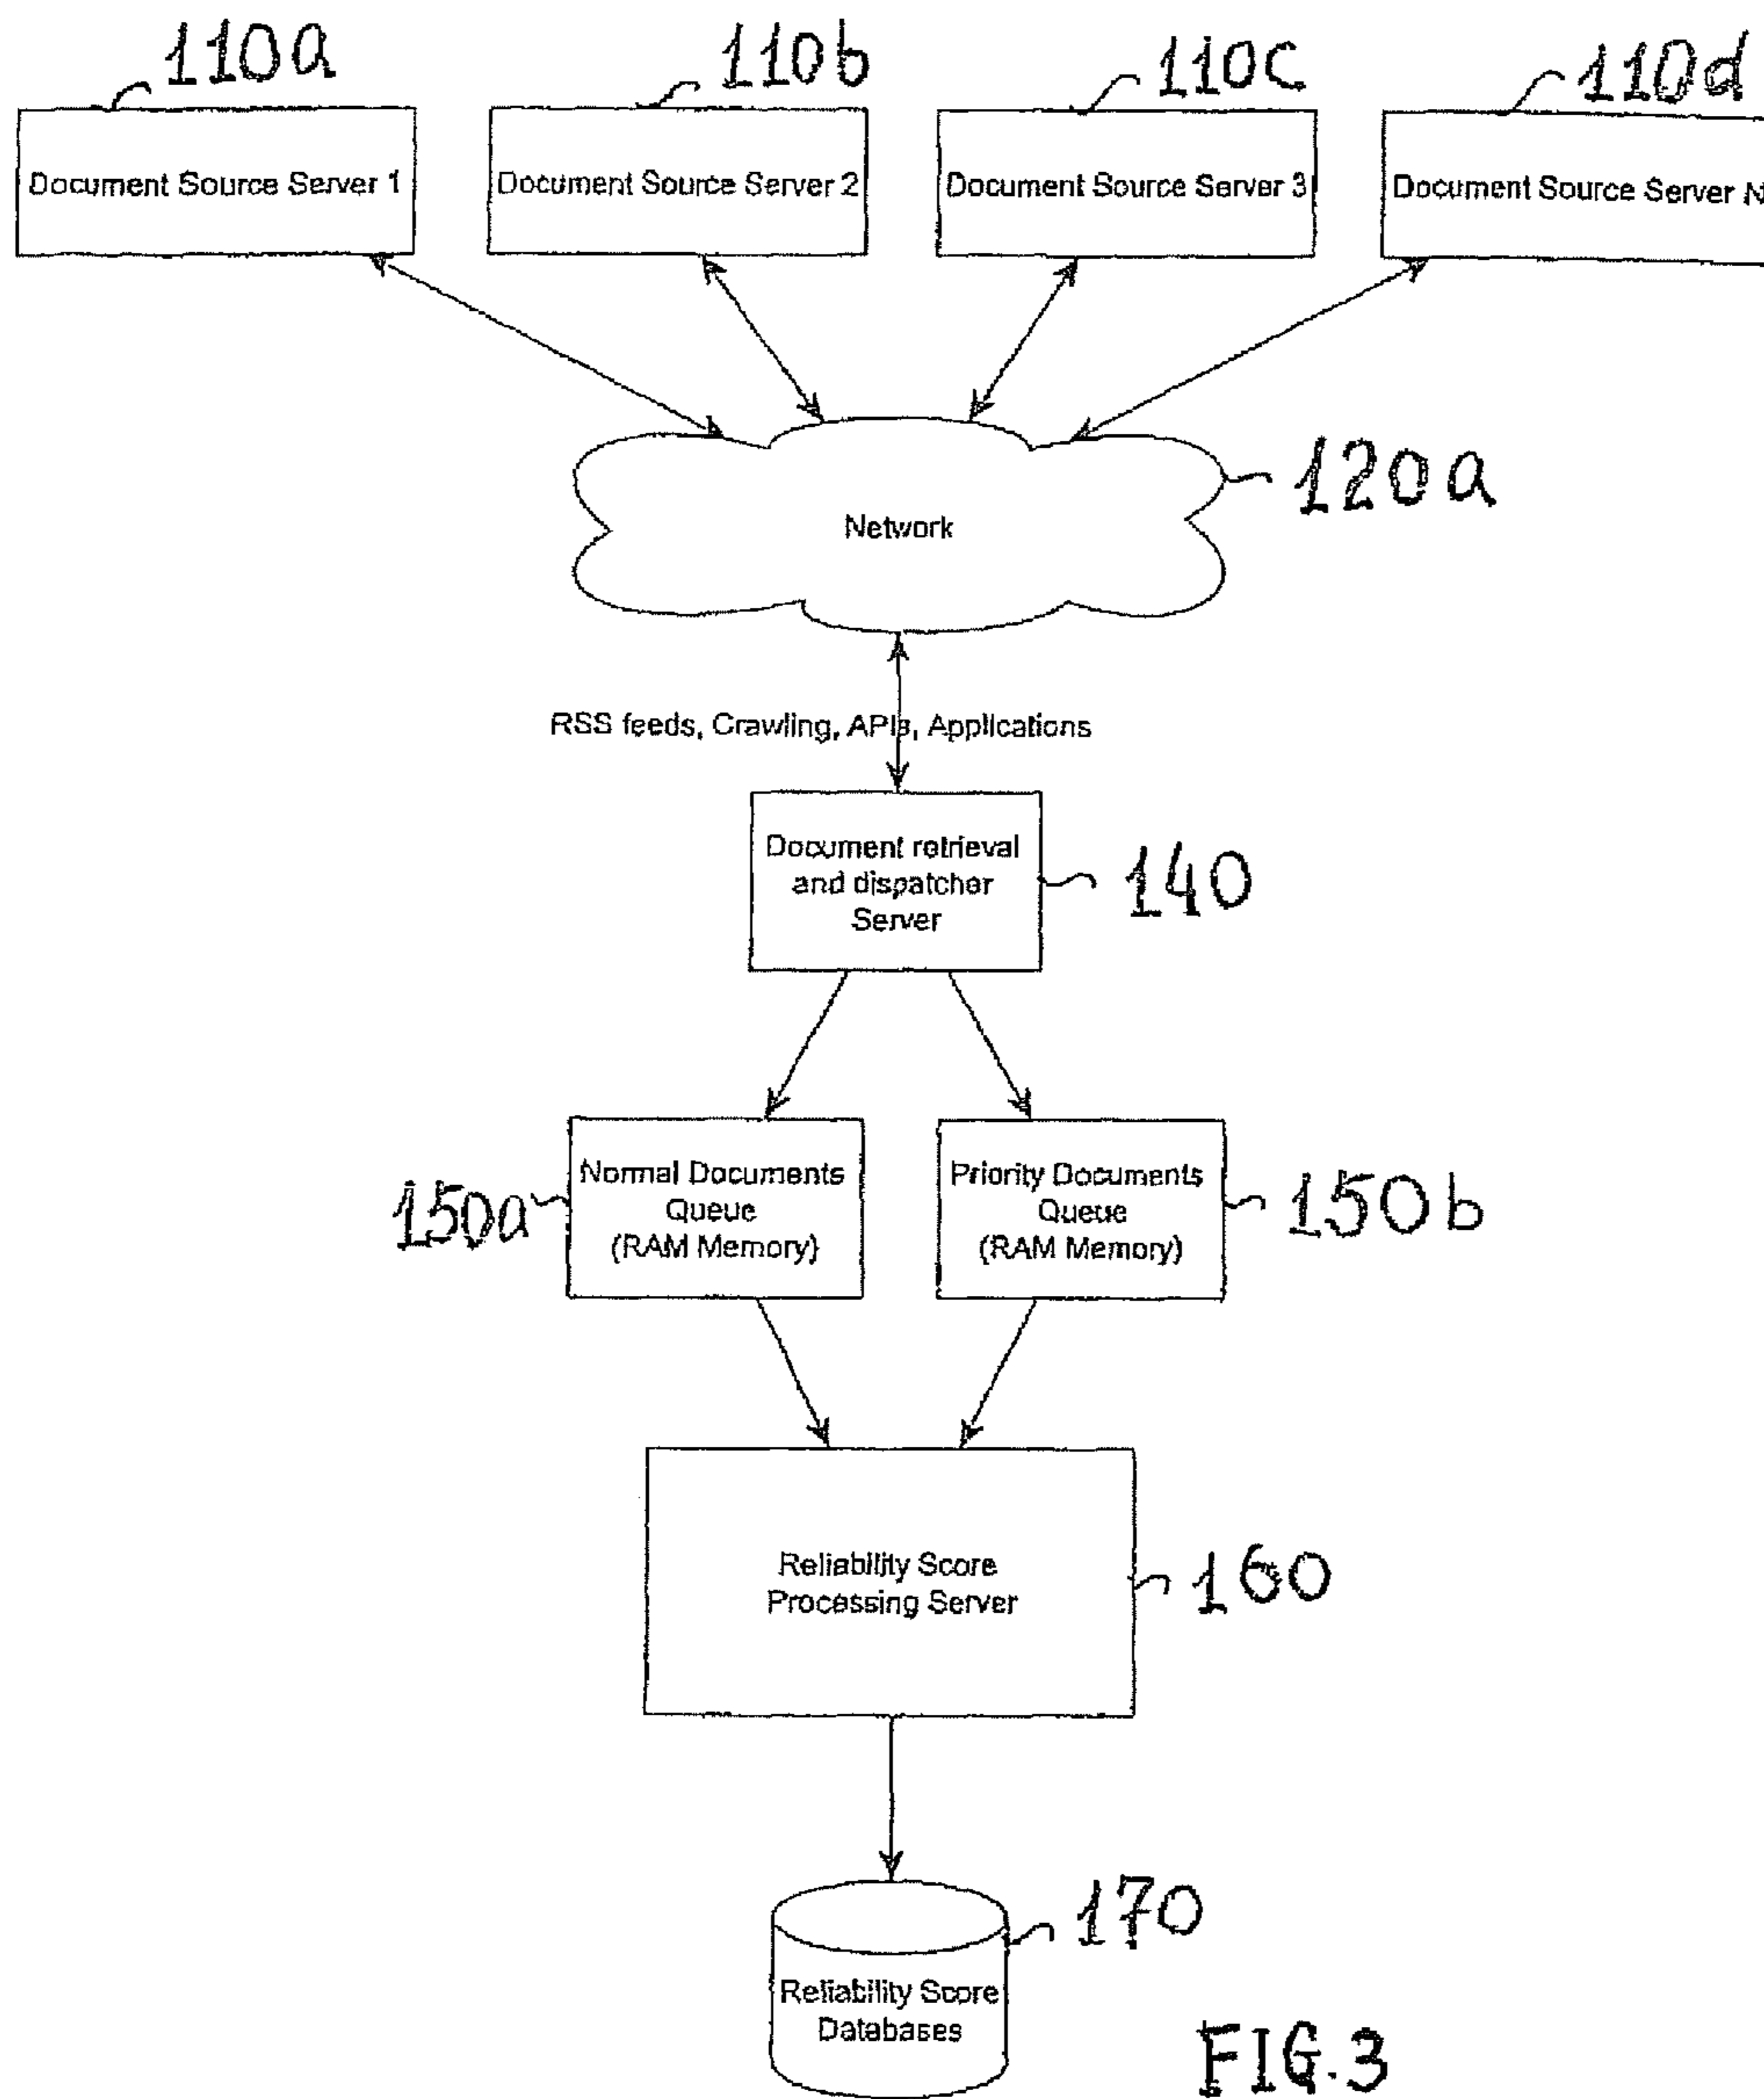 110a
110b
110c
110d
Document Source Server 1
Document Source Server 2
Document Source Server 3
Document Source Server N
120a
Network
RSS feeds, Crawling, APIs, Applications
Document retrieval
and dispatcher
Server
140
Normal Documents
Queue
(RAM Memory)
150a
Priority Documents
Queue
(RAM Memory)
150b
Reliability Score
Processing Server
160
170
Reliability Score
Databases
FIG.3